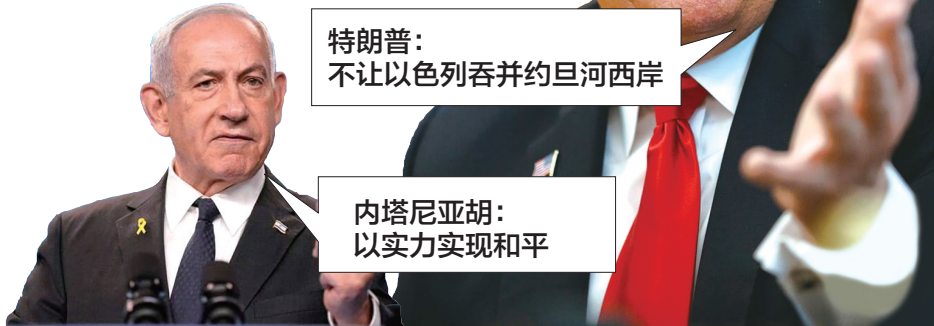 特朗普：
不让以色列吞并约旦河西岸
内塔尼亚胡：
以实力实现和平